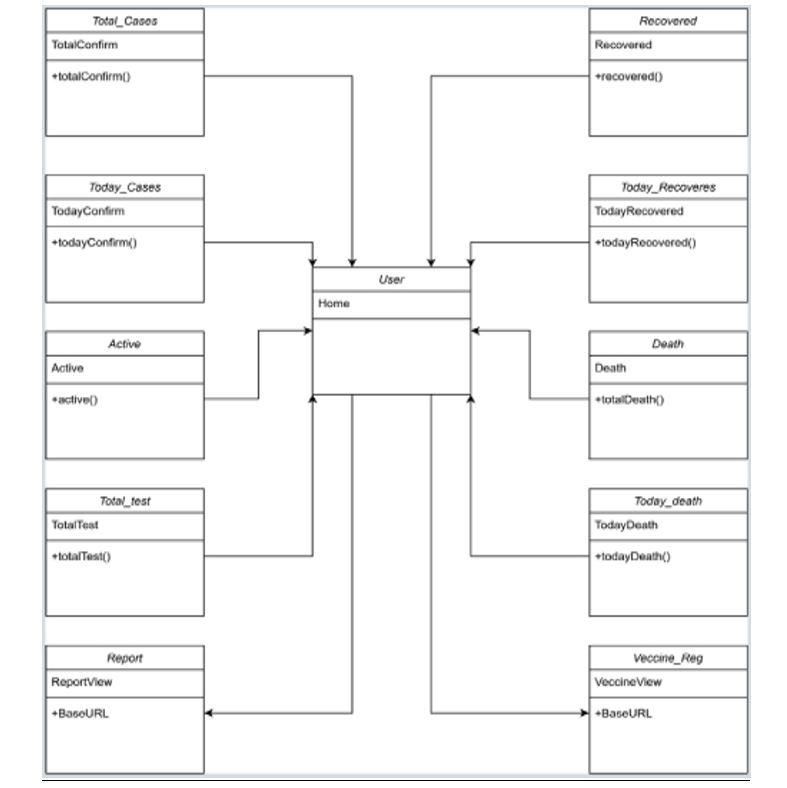 Total_Cases
TotalConfirm
+totalConfirm()
Recovered
Recovered
+recovered()
Today_Cases
TodayConfirm
+todayConfirm()
Today_Recoveres
TodayRecovered
+todayRecovered()
User
Home
Active
Active
+active()
Death
Death
+totalDeath()
Total_test
TotalTest
+totalTest()
Today_death
TodayDeath
+todayDeath()
Report
ReportView
+BaseURL
Veccine_Reg
VeccineView
+BaseURL